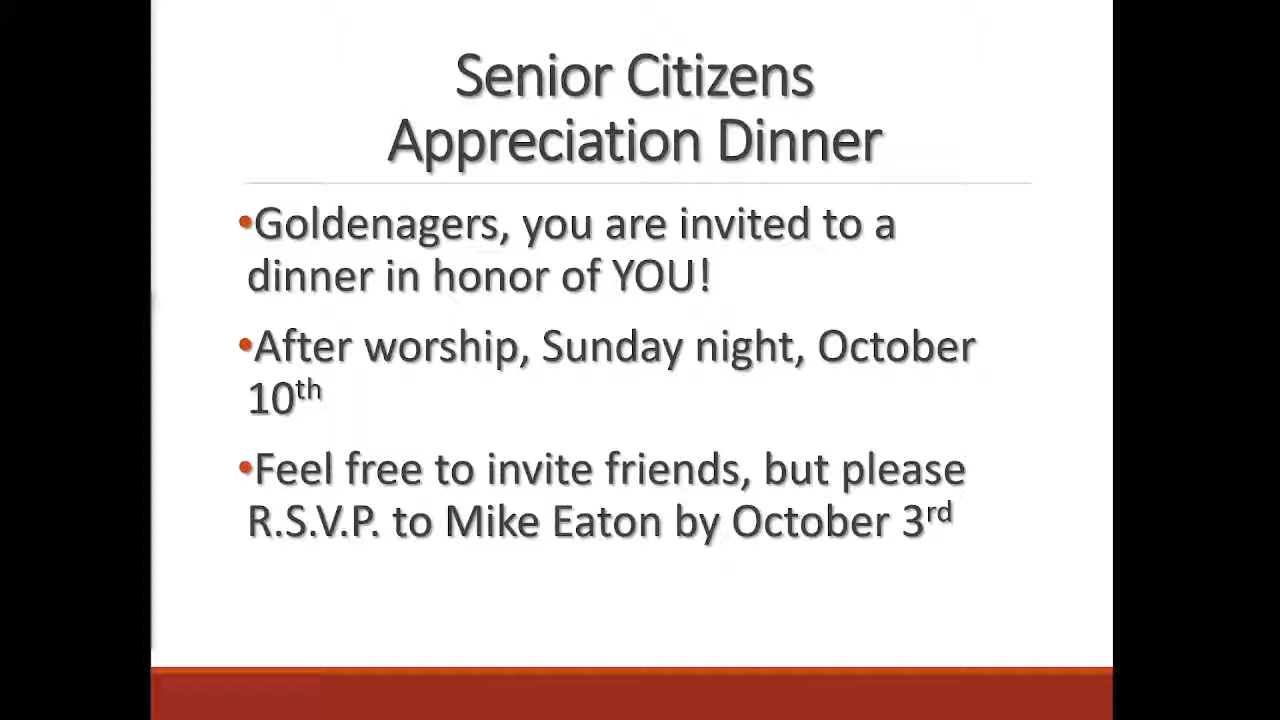 Senior Citizens
Appreciation Dinner
•Goldenagers, you are invited to a
dinner in honor of YOU!
•After worship, Sunday night, October
10th
•Feel free to invite friends, but please
R.S.V.P. to Mike Eaton by October 3rd